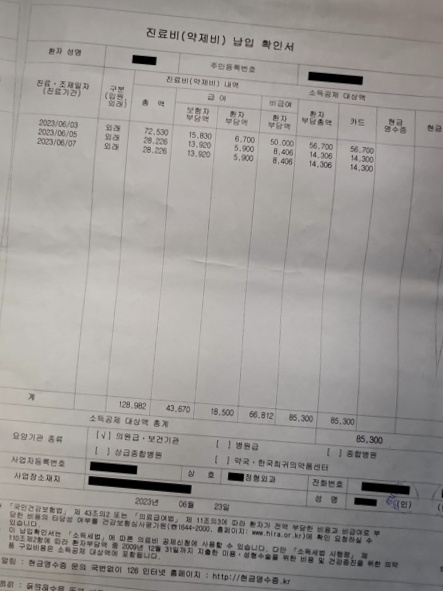 진료비(약제비) 납입 확인서
환자 성명
주민등록번호
진료·조제일자
(진료기관)
구분
(입원
외래)
진료비(약제비) 내역
소득공제 대상액
총 액
급 여
비급여
보험자
부담액
환자
부담액
환자
부담액
환자
부담총액
카드
현금
영수증
현금
2023/06/03 외래 72,530 15,830 6,700 50,000 56,700 56,700
2023/06/05 외래 28,226 13,920 5,900 8,406 14,306 14,300
2023/06/07 외래 28,226 13,920 5,900 8,406 14,306 14,300
계 128,982 43,670 18,500 66,812 85,300 85,300
소득공제 대상액 총계 85,300
요양기관 종류 [√] 의원급·보건기관 [ ] 병원급 [ ] 종합병원
[ ] 상급종합병원 [ ] 약국·한국희귀의약품센터
사업자등록번호 상 호 정형외과 전화번호
사업장소재지 성 명 (인)
2023년 06월 23일
「국민건강보험법」 제 43조의2 또는 「의료급여법」 제 11조의3에 따라 환자가 전액 부담한 비용과 비급여로 부
담한 비용의 타당성 여부를 건강보험심사평가원(☎1644-2000, 홈페이지: www.hira.or.kr)에 확인 요청하실 수
있습니다.
이 납입확인서는 「소득세법」에 따른 의료비 공제신청에 사용할 수 있습니다. 다만 「소득세법 시행령」 제
110조제2항에 따라 환자부담액 중 2009년 12월 31일까지 지출한 미용·성형수술을 위한 비용 및 건강증진을 위한 의약
품 구입비용은 소득공제 대상액에 포함됩니다.
알림 : 현금영수증 문의 국번없이 126 인터넷 홈페이지 : http://현금영수증.kr